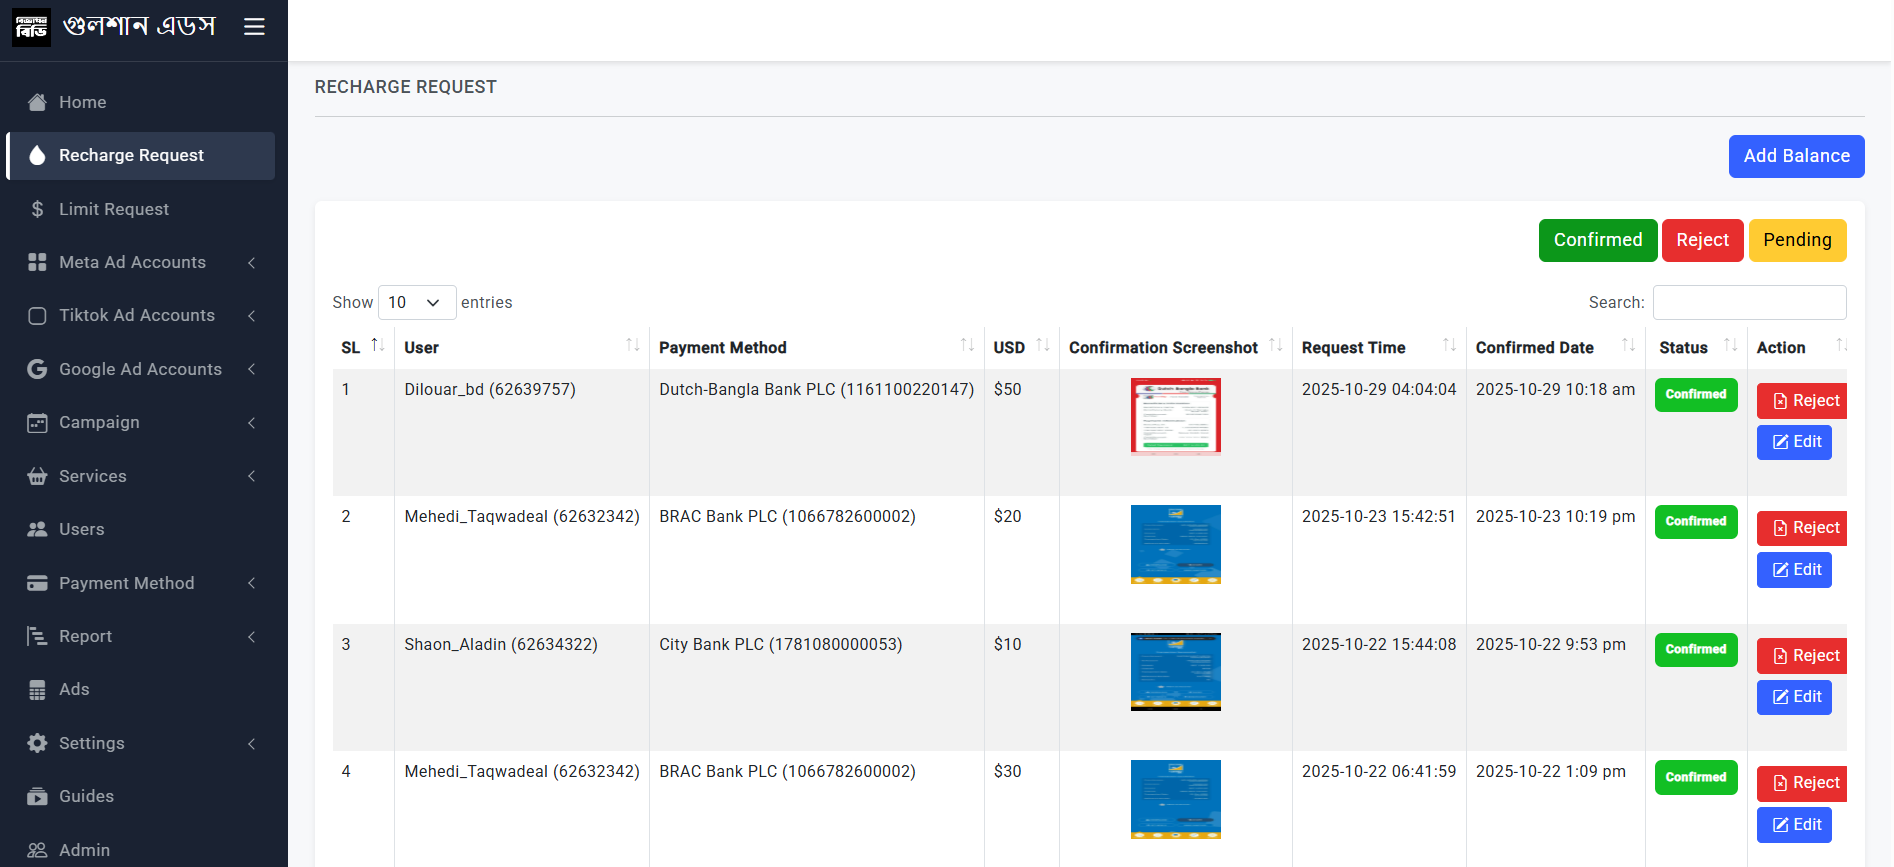 বিজ্ঞাপন
বিডি
গুলশান এডস
Home
Recharge Request
Limit Request
Meta Ad Accounts
Tiktok Ad Accounts
Google Ad Accounts
Campaign
Services
Users
Payment Method
Report
Ads
Settings
Guides
Admin
RECHARGE REQUEST
Add Balance
Confirmed Reject Pending
Show 10 entries Search:
SL User Payment Method USD Confirmation Screenshot Request Time Confirmed Date Status Action
1 Dilouar_bd (62639757) Dutch-Bangla Bank PLC (1161100220147) $50 2025-10-29 04:04:04 2025-10-29 10:18 am Confirmed Reject
Edit
2 Mehedi_Taqwadeal (62632342) BRAC Bank PLC (1066782600002) $20 2025-10-23 15:42:51 2025-10-23 10:19 pm Confirmed Reject
Edit
3 Shaon_Aladin (62634322) City Bank PLC (1781080000053) $10 2025-10-22 15:44:08 2025-10-22 9:53 pm Confirmed Reject
Edit
4 Mehedi_Taqwadeal (62632342) BRAC Bank PLC (1066782600002) $30 2025-10-22 06:41:59 2025-10-22 1:09 pm Confirmed Reject
Edit